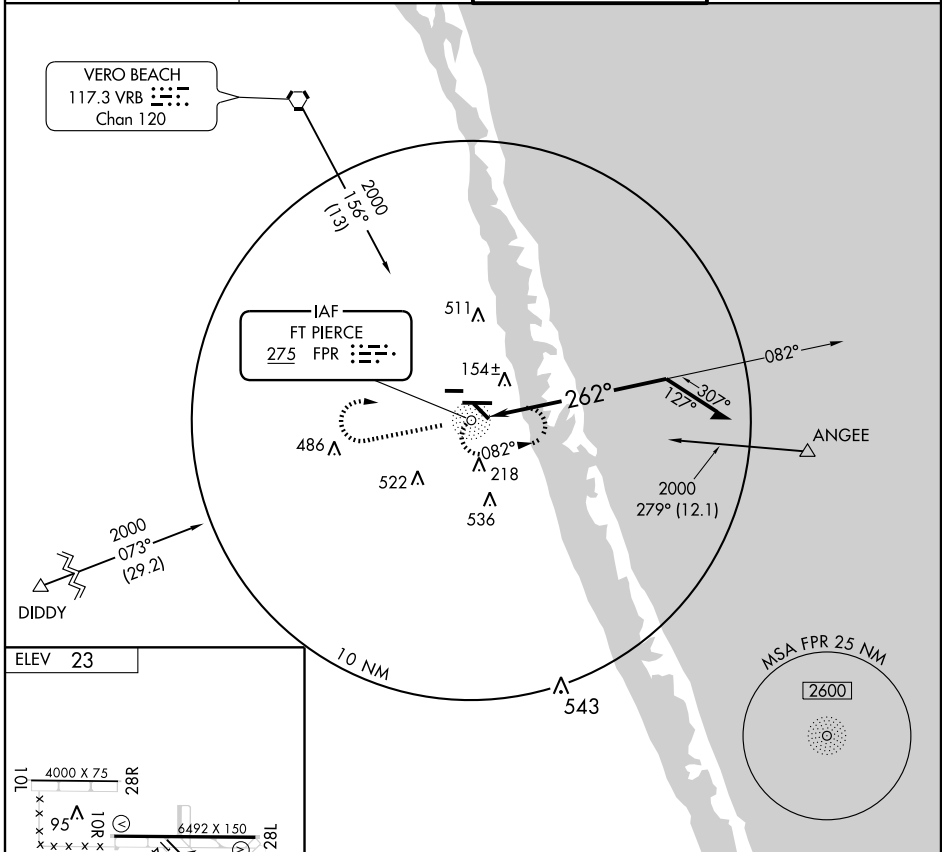 VERO BEACH
117.3 VRB
Chan 120
2000
156°
(13)
IAF
FT PIERCE
275 FPR
511
154±
262°
082°
307°
127°
ANGEE
2000
279° (12.1)
486
082°
522
218
536
2000
073°
(29.2)
DIDDY
10 NM
543
MSA FPR 25 NM
2600
ELEV 23
10L
4000 X 75
28R
95
10R
V
6492 X 150
28L
V
14